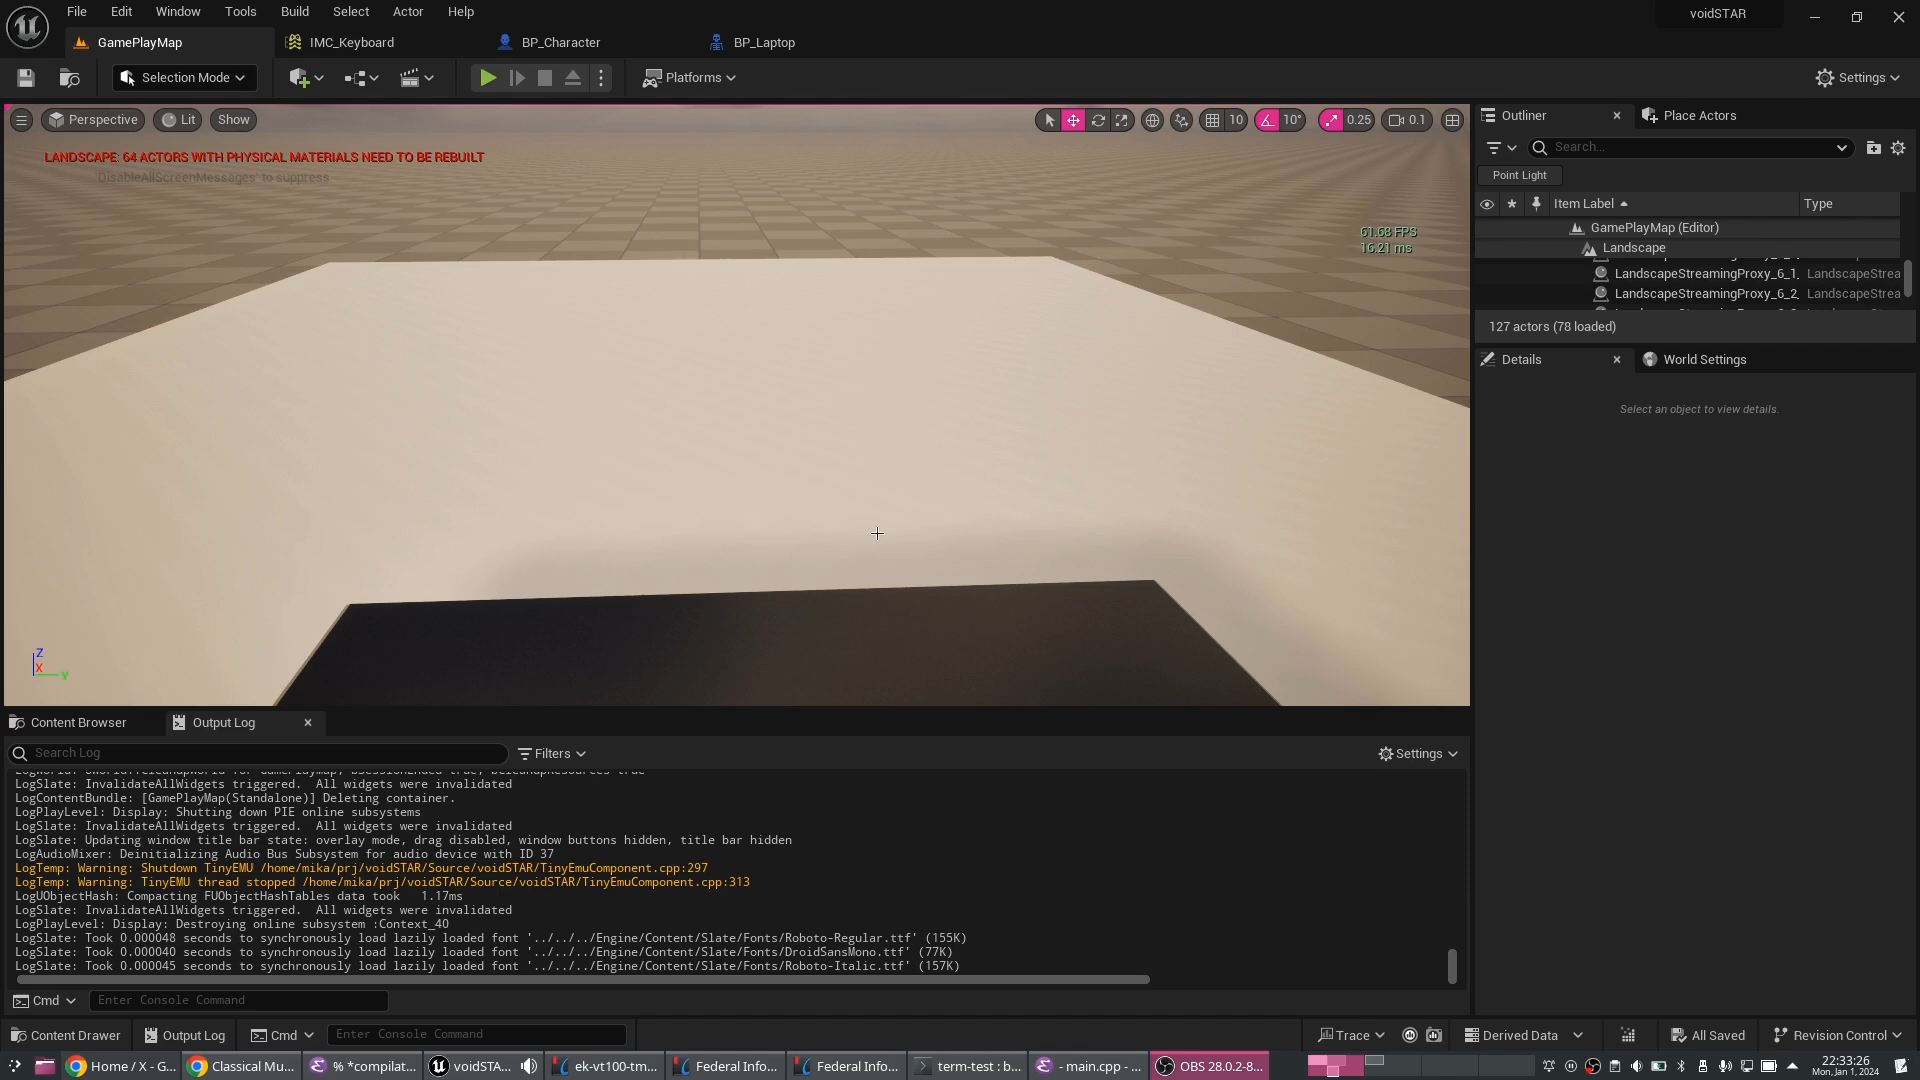 File Edit Window Tools Build Select Actor Help
voidSTAR
GamePlayMap
IMC_Keyboard
BP_Character
BP_Laptop
Selection Mode
Platforms
Settings
Perspective
Lit
Show
10
10°
0.25
0.1
LANDSCAPE: 64 ACTORS WITH PHYSICAL MATERIALS NEED TO BE REBUILT
'DisableAllScreenMessages' to suppress
61.68 FPS
16.21 ms
Z
X
Y
Outliner
Place Actors
Search...
Point Light
Item Label
Type
GamePlayMap (Editor)
Landscape
LandscapeStreamingProxy_6_1_ LandscapeStrea
LandscapeStreamingProxy_6_2_ LandscapeStrea
127 actors (78 loaded)
Details
World Settings
Select an object to view details.
Content Browser
Output Log
Search Log
Filters
Settings
LogSlate: InvalidateAllWidgets triggered.  All widgets were invalidated
LogContentBundle: [GamePlayMap(Standalone)] Deleting container.
LogPlayLevel: Display: Shutting down PIE online subsystems
LogSlate: InvalidateAllWidgets triggered.  All widgets were invalidated
LogSlate: Updating window title bar state: overlay mode, drag disabled, window buttons hidden, title bar hidden
LogAudioMixer: Deinitializing Audio Bus Subsystem for audio device with ID 37
LogTemp: Warning: Shutdown TinyEMU /home/mika/prj/voidSTAR/Source/voidSTAR/TinyEmuComponent.cpp:297
LogTemp: Warning: TinyEMU thread stopped /home/mika/prj/voidSTAR/Source/voidSTAR/TinyEmuComponent.cpp:313
LogUObjectHash: Compacting FUObjectHashTables data took   1.17ms
LogSlate: InvalidateAllWidgets triggered.  All widgets were invalidated
LogPlayLevel: Display: Destroying online subsystem :Context_40
LogSlate: Took 0.000048 seconds to synchronously load lazily loaded font '../../../Engine/Content/Slate/Fonts/Roboto-Regular.ttf' (155K)
LogSlate: Took 0.000040 seconds to synchronously load lazily loaded font '../../../Engine/Content/Slate/Fonts/DroidSansMono.ttf' (77K)
LogSlate: Took 0.000045 seconds to synchronously load lazily loaded font '../../../Engine/Content/Slate/Fonts/Roboto-Italic.ttf' (157K)
Cmd
Enter Console Command
Content Drawer
Output Log
Cmd
Enter Console Command
Trace
Derived Data
All Saved
Revision Control
Home / X - G...
Classical Mu...
% *compilat...
voidSTA...
ek-vt100-tm...
Federal Info...
Federal Info...
term-test : b...
- main.cpp - ...
OBS 28.0.2-8...
22:33:26
Mon, Jan 1, 2024